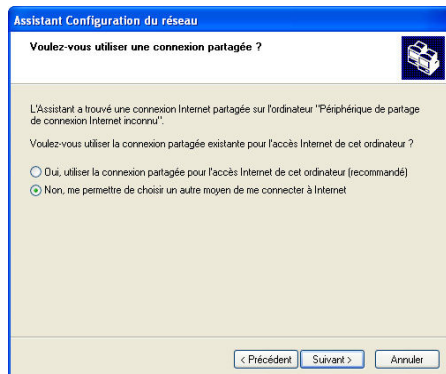 Assistant Configuration du réseau
Voulez-vous utiliser une connexion partagée ?
L'Assistant a trouvé une connexion Internet partagée sur l'ordinateur "Périphérique de partage
de connexion Internet inconnu".
Voulez-vous utiliser la connexion partagée existante pour l'accès Internet de cet ordinateur ?
Oui, utiliser la connexion partagée pour l'accès Internet de cet ordinateur (recommandé)
Non, me permettre de choisir un autre moyen de me connecter à Internet
< Précédent
Suivant >
Annuler